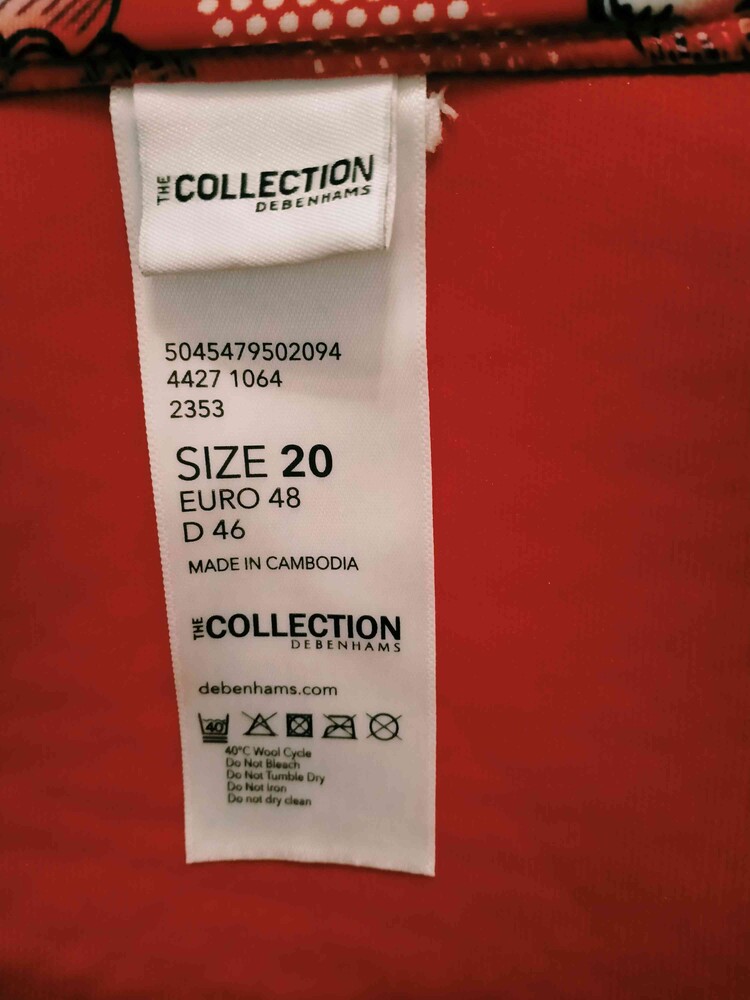 THE COLLECTION
DEBENHAMS
5045479502094
4427 1064
2353
SIZE 20
EURO 48
D 46
MADE IN CAMBODIA
THE COLLECTION
DEBENHAMS
debenhams.com
40
40°C Wool Cycle
Do Not Bleach
Do Not Tumble Dry
Do Not Iron
Do not dry clean